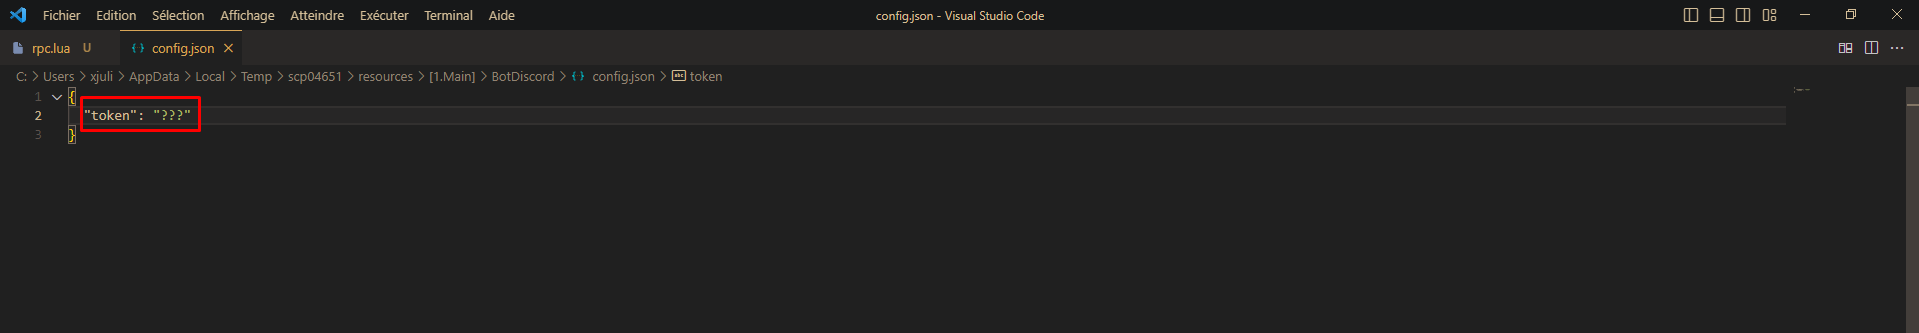 Fichier Edition Sélection Affichage Atteindre Exécuter Terminal Aide config.json - Visual Studio Code
rpc.lua U config.json
C: > Users > xjuli > AppData > Local > Temp > scp04651 > resources > [1.Main] > BotDiscord > {} config.json > abc token
1 {
2 "token": "???"
3 }